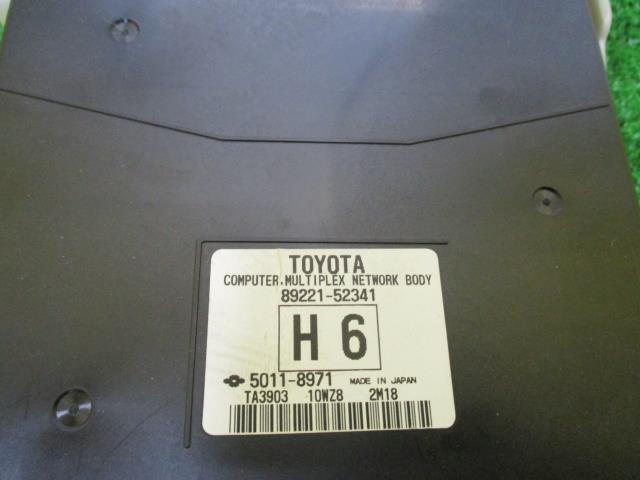 TOYOTA
COMPUTER.MULTIPLEX NETWORK BODY
89221-52341
H 6
5011-8971 MADE IN JAPAN
TA3903 10WZ8 2M18